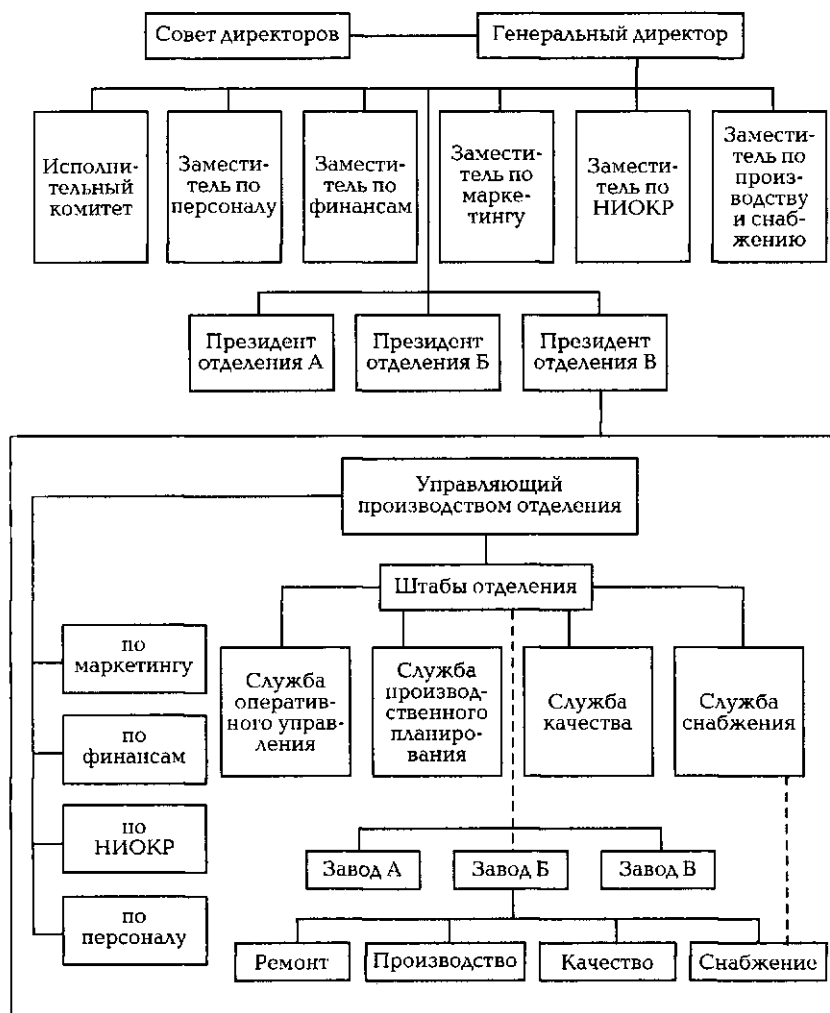 Совет директоров
Генеральный директор
Исполни-
тельный
комитет
Замести-
тель по
персоналу
Замести-
тель по
финансам
Замести-
тель по
марке-
тингу
Замести-
тель по
НИОКР
Замести-
тель по
произ-
водству
и снаб-
жению
Президент
отделения А
Президент
отделения Б
Президент
отделения В
Управляющий
производством отделения
Штабы отделения
по
маркетингу
по
финансам
по
НИОКР
по
персоналу
Служба
оператив-
ного управ-
ления
Служба
производ-
ственного
планиро-
вания
Служба
качества
Служба
снабжения
Завод А
Завод Б
Завод В
Ремонт
Производство
Качество
Снабжение